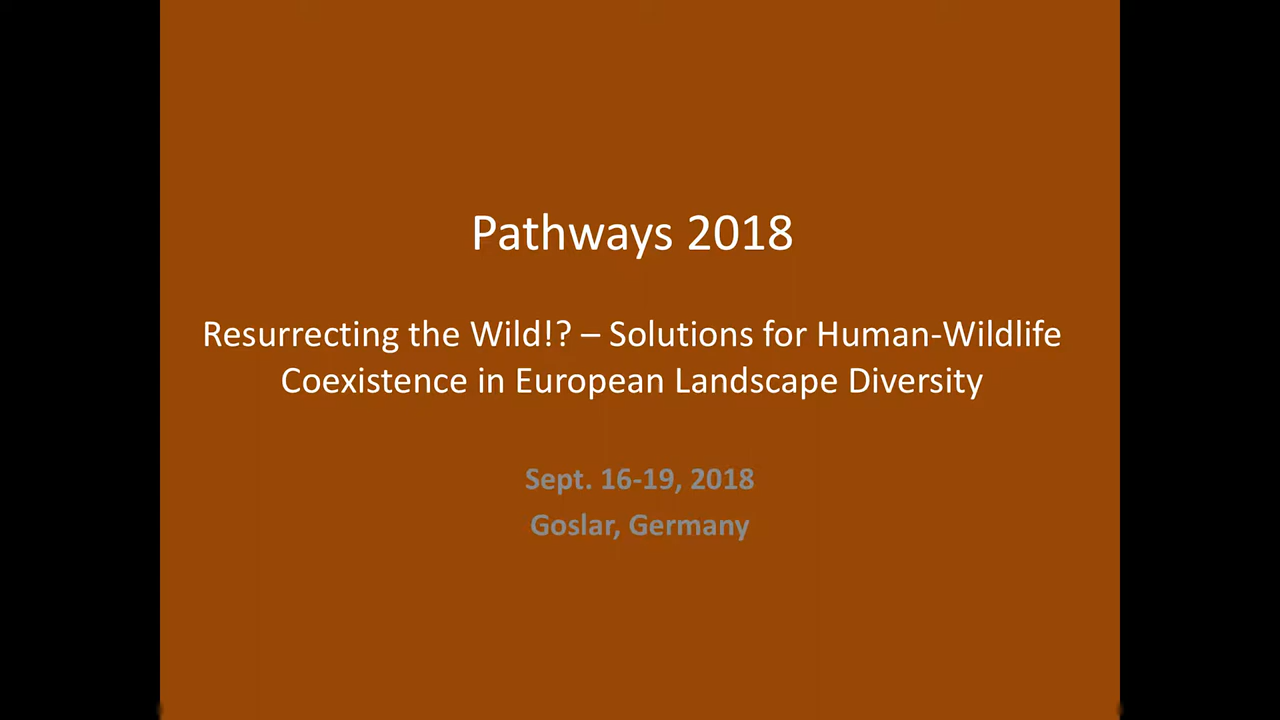 Pathways 2018
Resurrecting the Wild!? – Solutions for Human-Wildlife
Coexistence in European Landscape Diversity
Sept. 16-19, 2018
Goslar, Germany